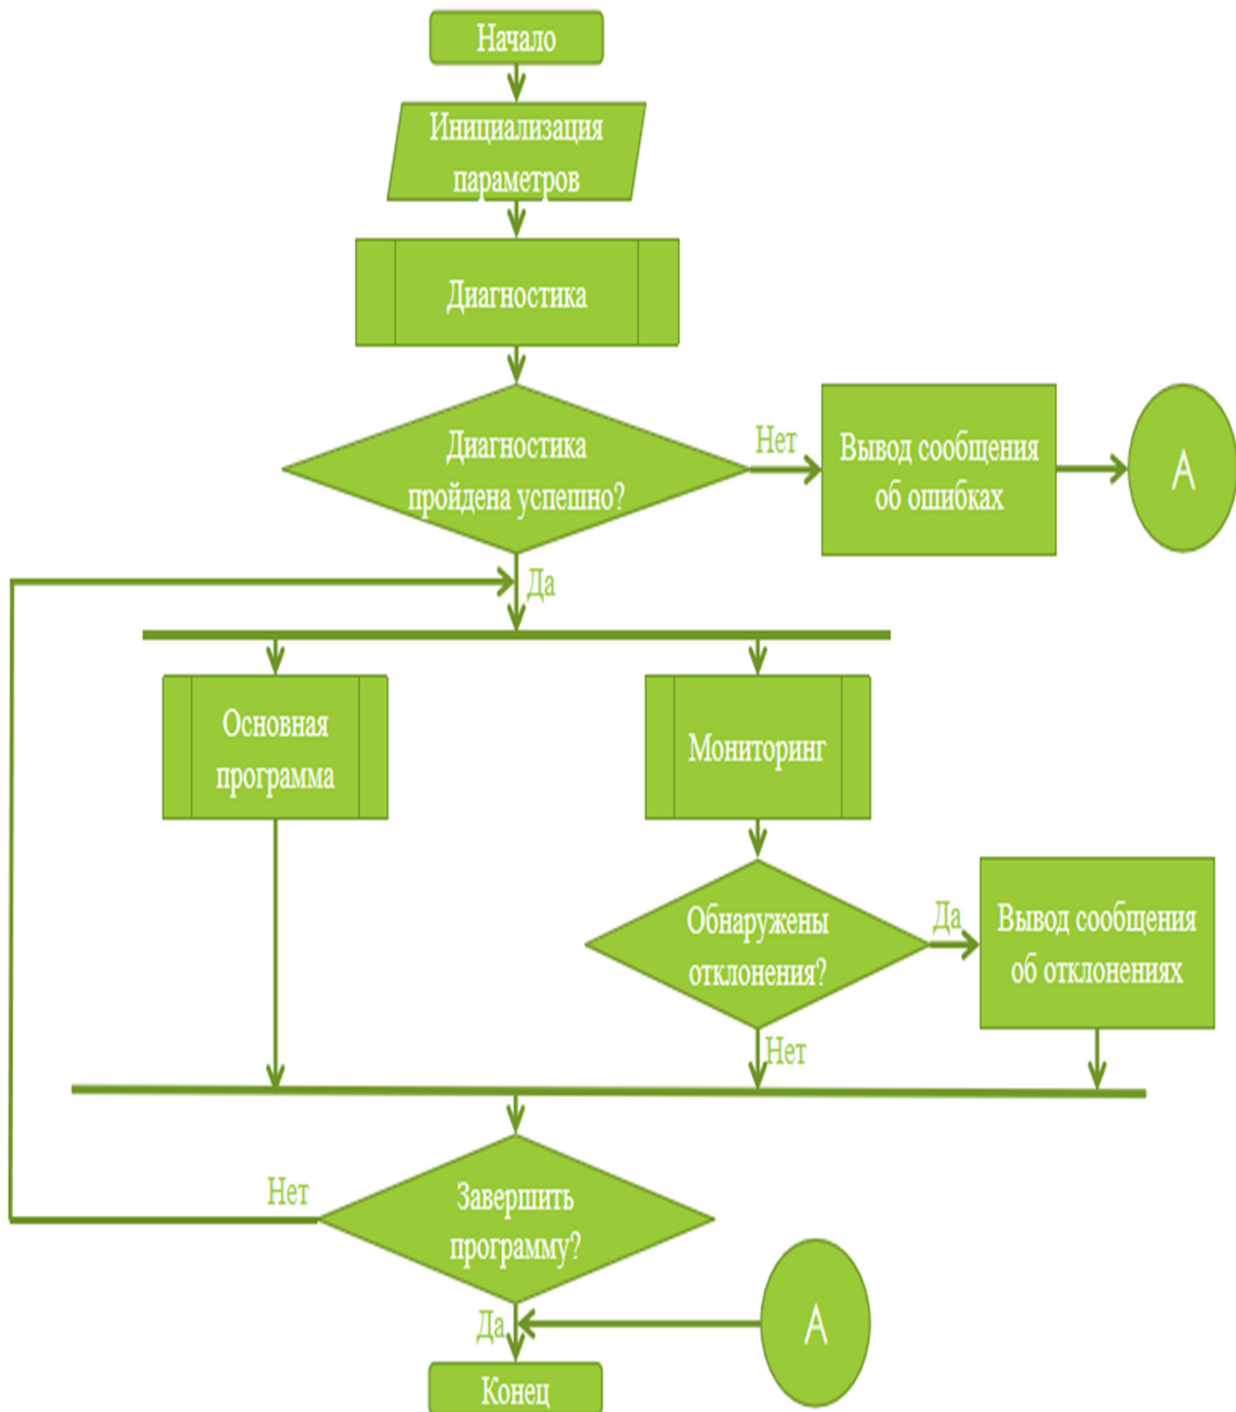 Начало
Инициализация
параметров
Диагностика
Диагностика
пройдена успешно?
Нет
Вывод сообщения
об ошибках
А
Да
Основная
программа
Мониторинг
Обнаружены
отклонения?
Да
Вывод сообщения
об отклонениях
Нет
Завершить
программу?
Нет
Да
А
Конец